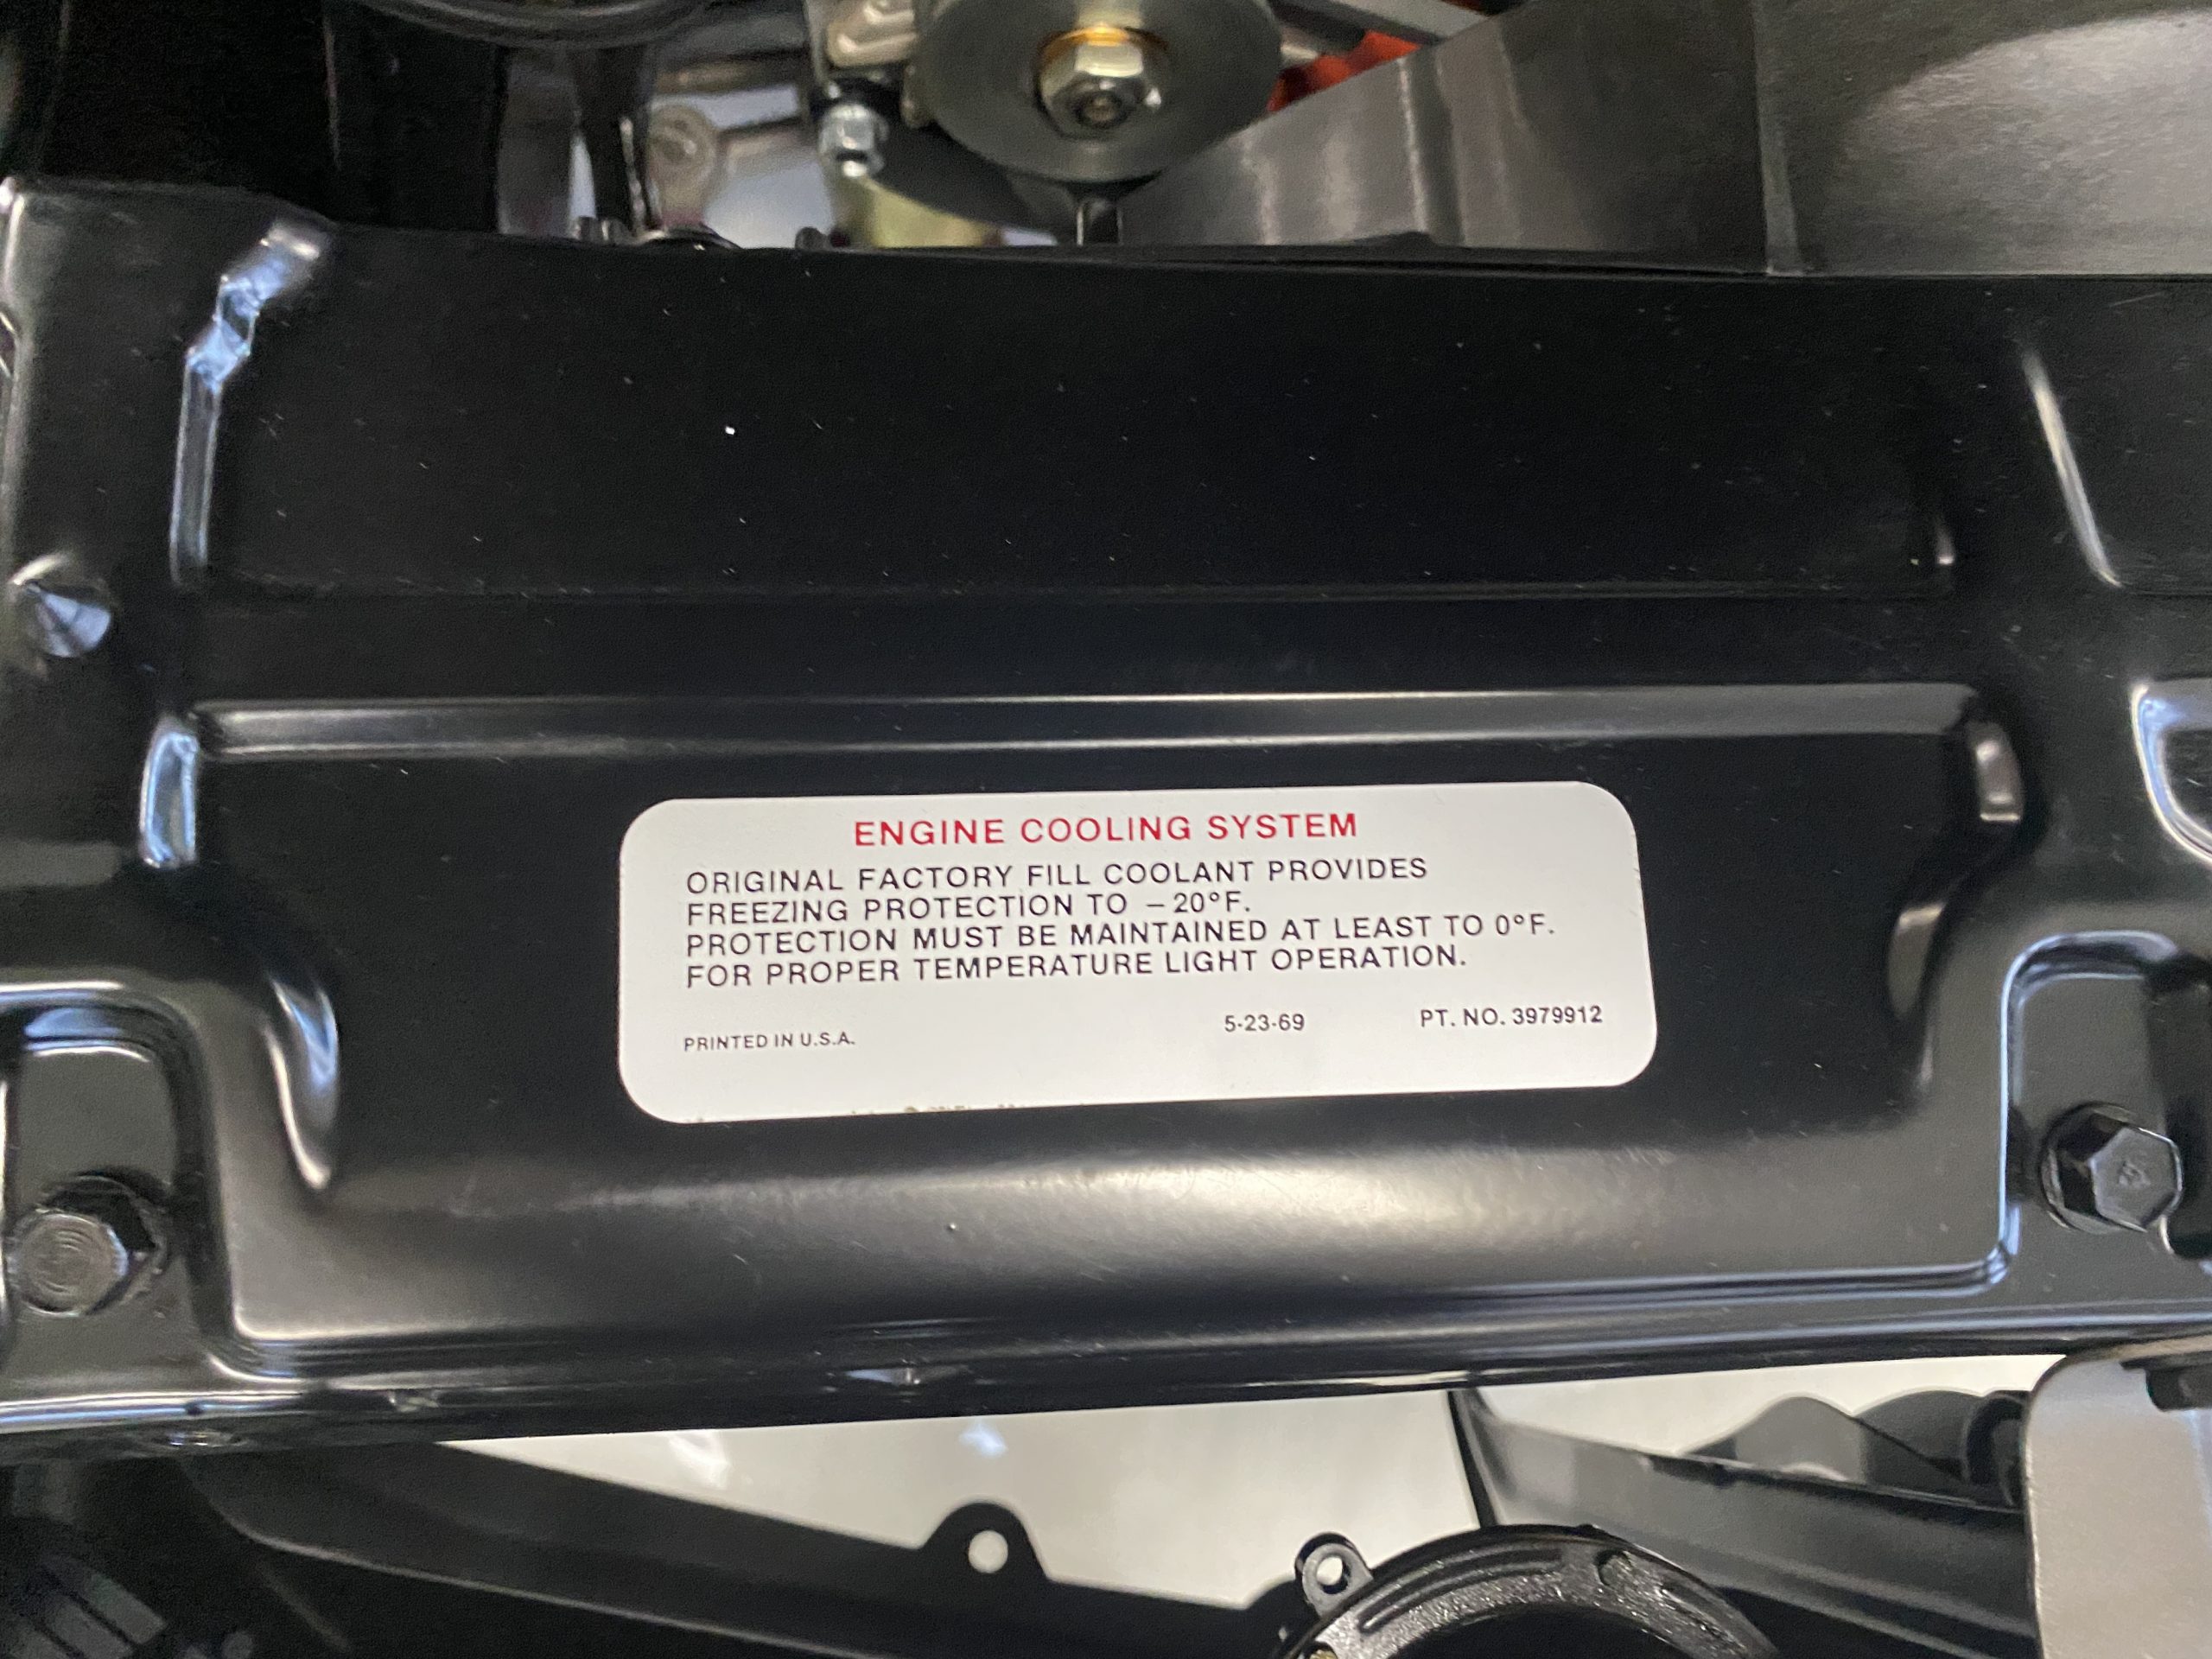 ENGINE COOLING SYSTEM
ORIGINAL FACTORY FILL COOLANT PROVIDES
FREEZING PROTECTION TO –20°F.
PROTECTION MUST BE MAINTAINED AT LEAST TO 0°F.
FOR PROPER TEMPERATURE LIGHT OPERATION.
PRINTED IN U.S.A. 5-23-69 PT. NO. 3979912